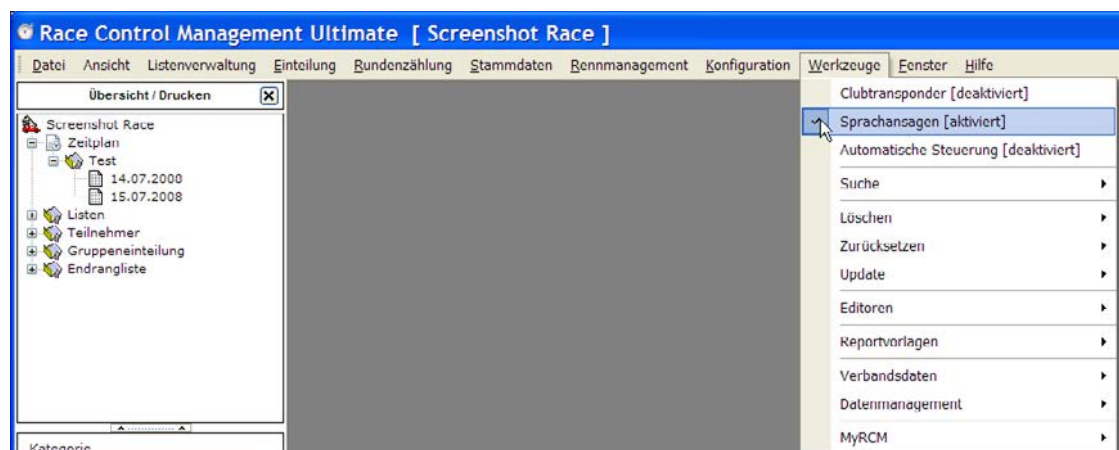 Race Control Management Ultimate [ Screenshot Race ]
Datei Ansicht Listenverwaltung Einteilung Rundenzählung Stammdaten Rennmanagement Konfiguration Werkzeuge Fenster Hilfe
Übersicht / Drucken
Screenshot Race
Zeitplan
Test
14.07.2008
15.07.2008
Listen
Teilnehmer
Gruppeneinteilung
Endrangliste
Kategorie
Clubtransponder [deaktiviert]
Sprachansagen [aktiviert]
Automatische Steuerung [deaktiviert]
Suche
Löschen
Zurücksetzen
Update
Editoren
Reportvorlagen
Verbandsdaten
Datenmanagement
MyRCM